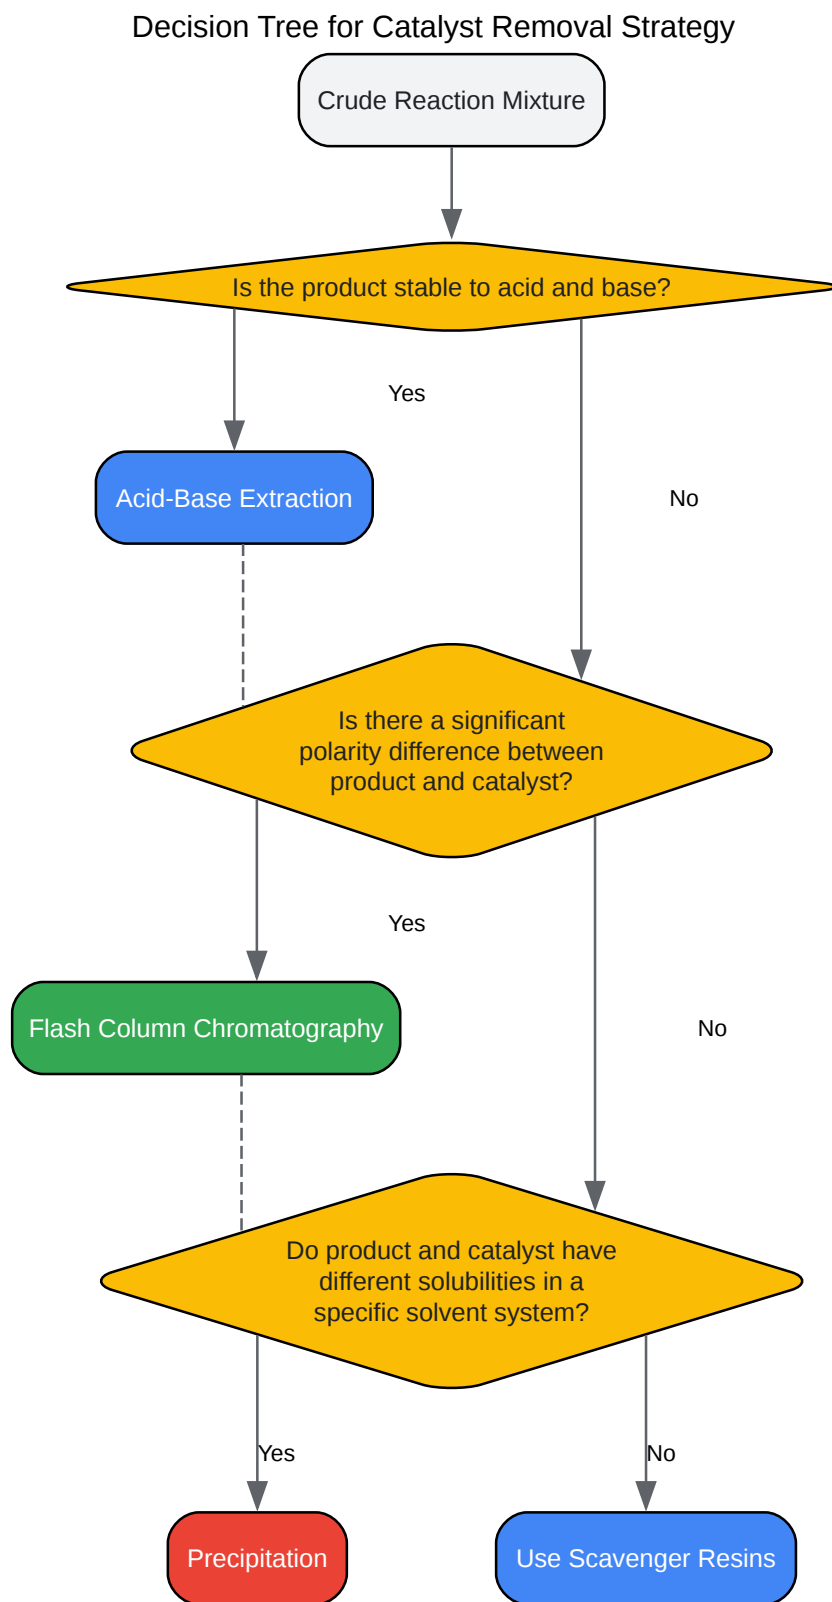 Decision Tree for Catalyst Removal Strategy
Crude Reaction Mixture
Is the product stable to acid and base?
Yes
Acid-Base Extraction
No
Is there a significant
polarity difference between
product and catalyst?
Yes
Flash Column Chromatography
No
Do product and catalyst have
different solubilities in a
specific solvent system?
Yes
No
Precipitation
Use Scavenger Resins